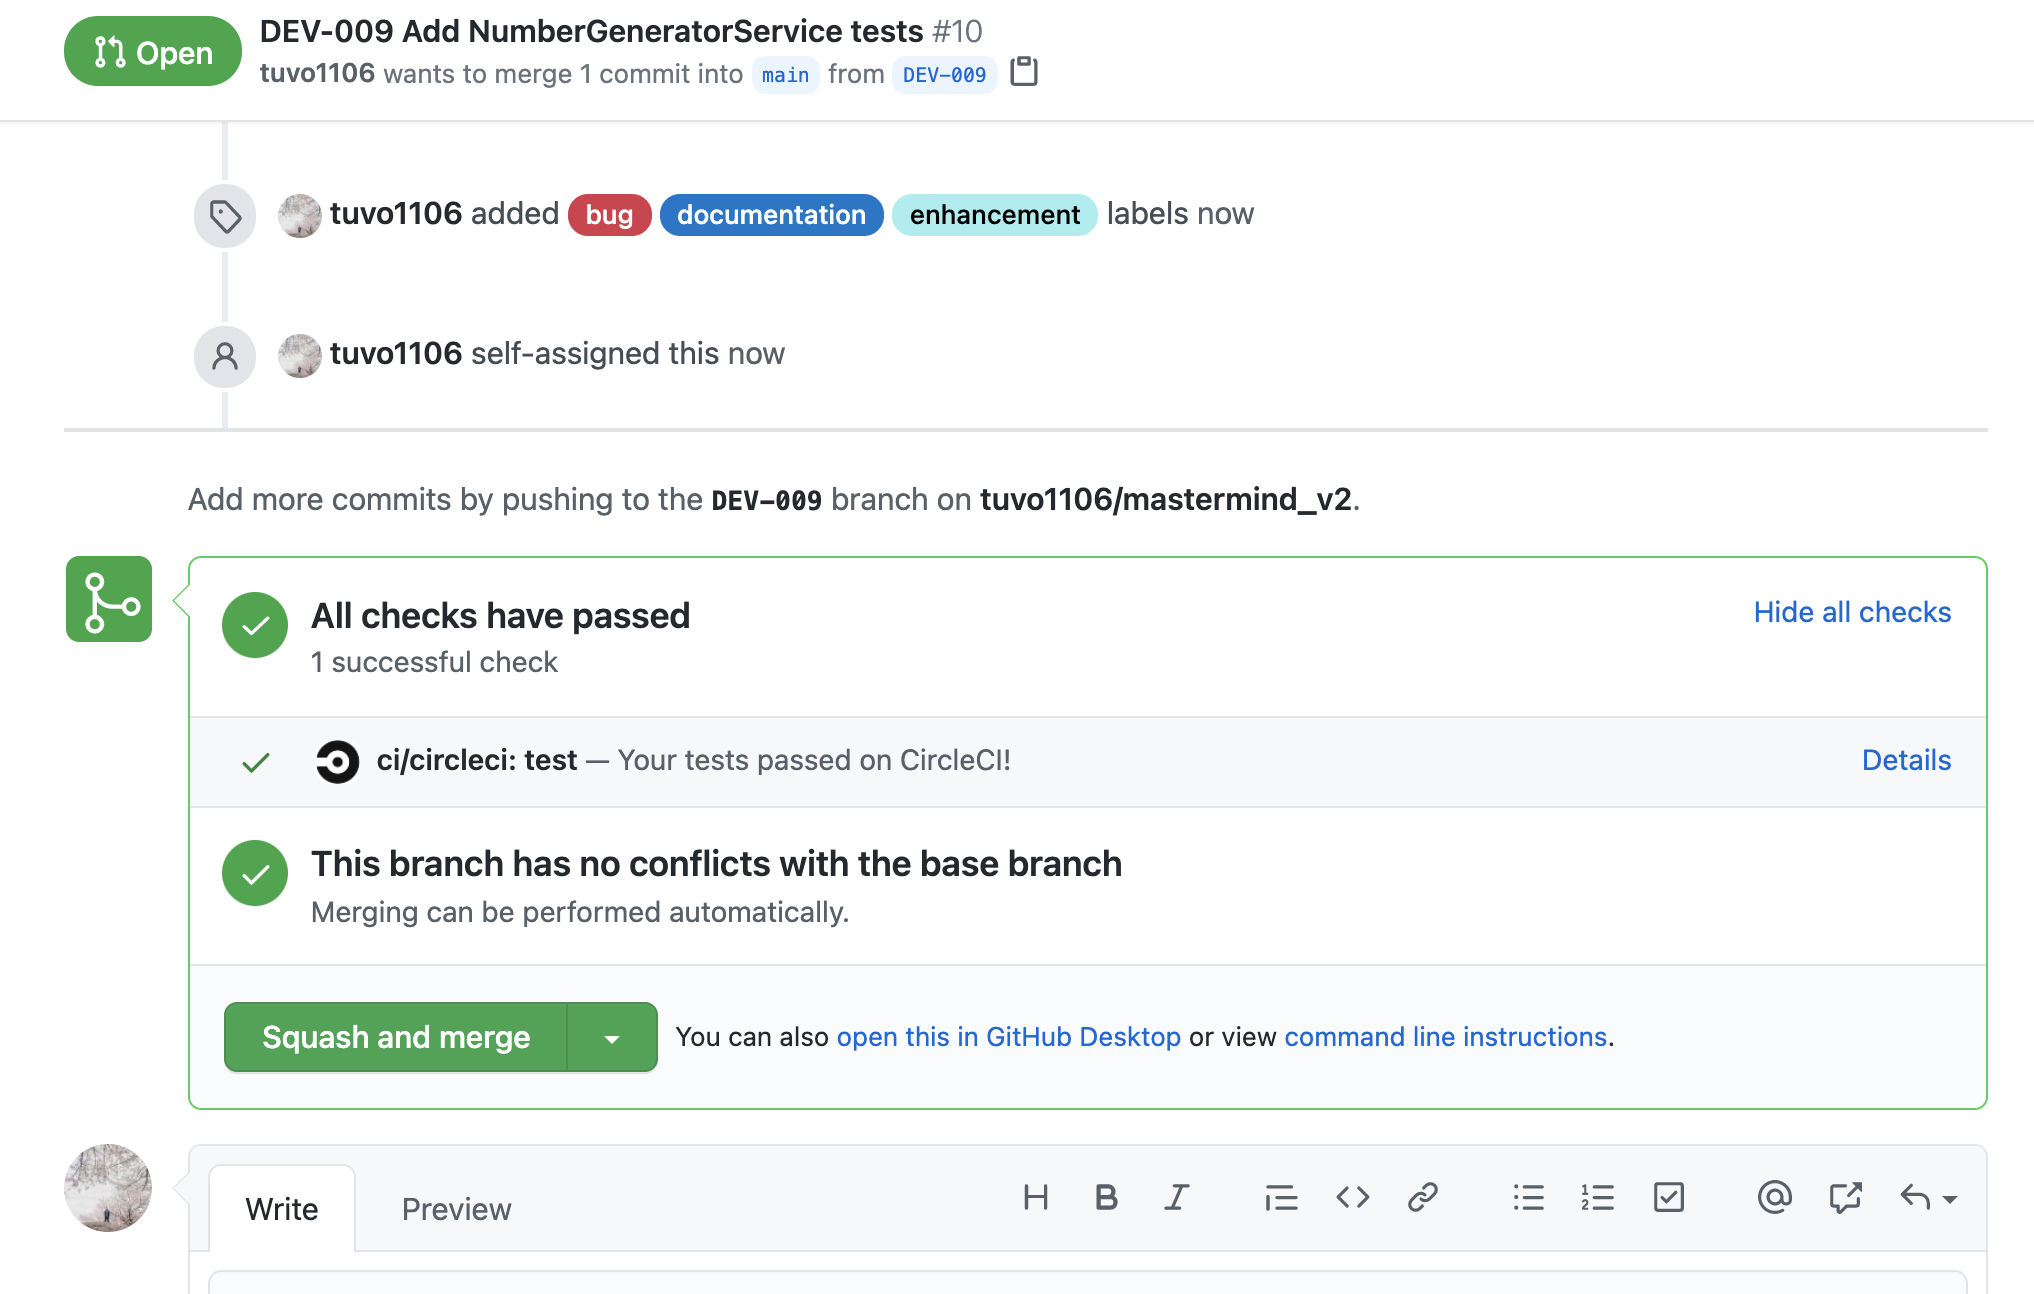 Open
DEV-009 Add NumberGeneratorService tests #10
tuvo1106 wants to merge 1 commit into main from DEV-009
tuvo1106 added bug documentation enhancement labels now
tuvo1106 self-assigned this now
Add more commits by pushing to the DEV-009 branch on tuvo1106/mastermind_v2.
All checks have passed
Hide all checks
1 successful check
ci/circleci: test — Your tests passed on CircleCI!
Details
This branch has no conflicts with the base branch
Merging can be performed automatically.
Squash and merge
You can also open this in GitHub Desktop or view command line instructions.
Write
Preview